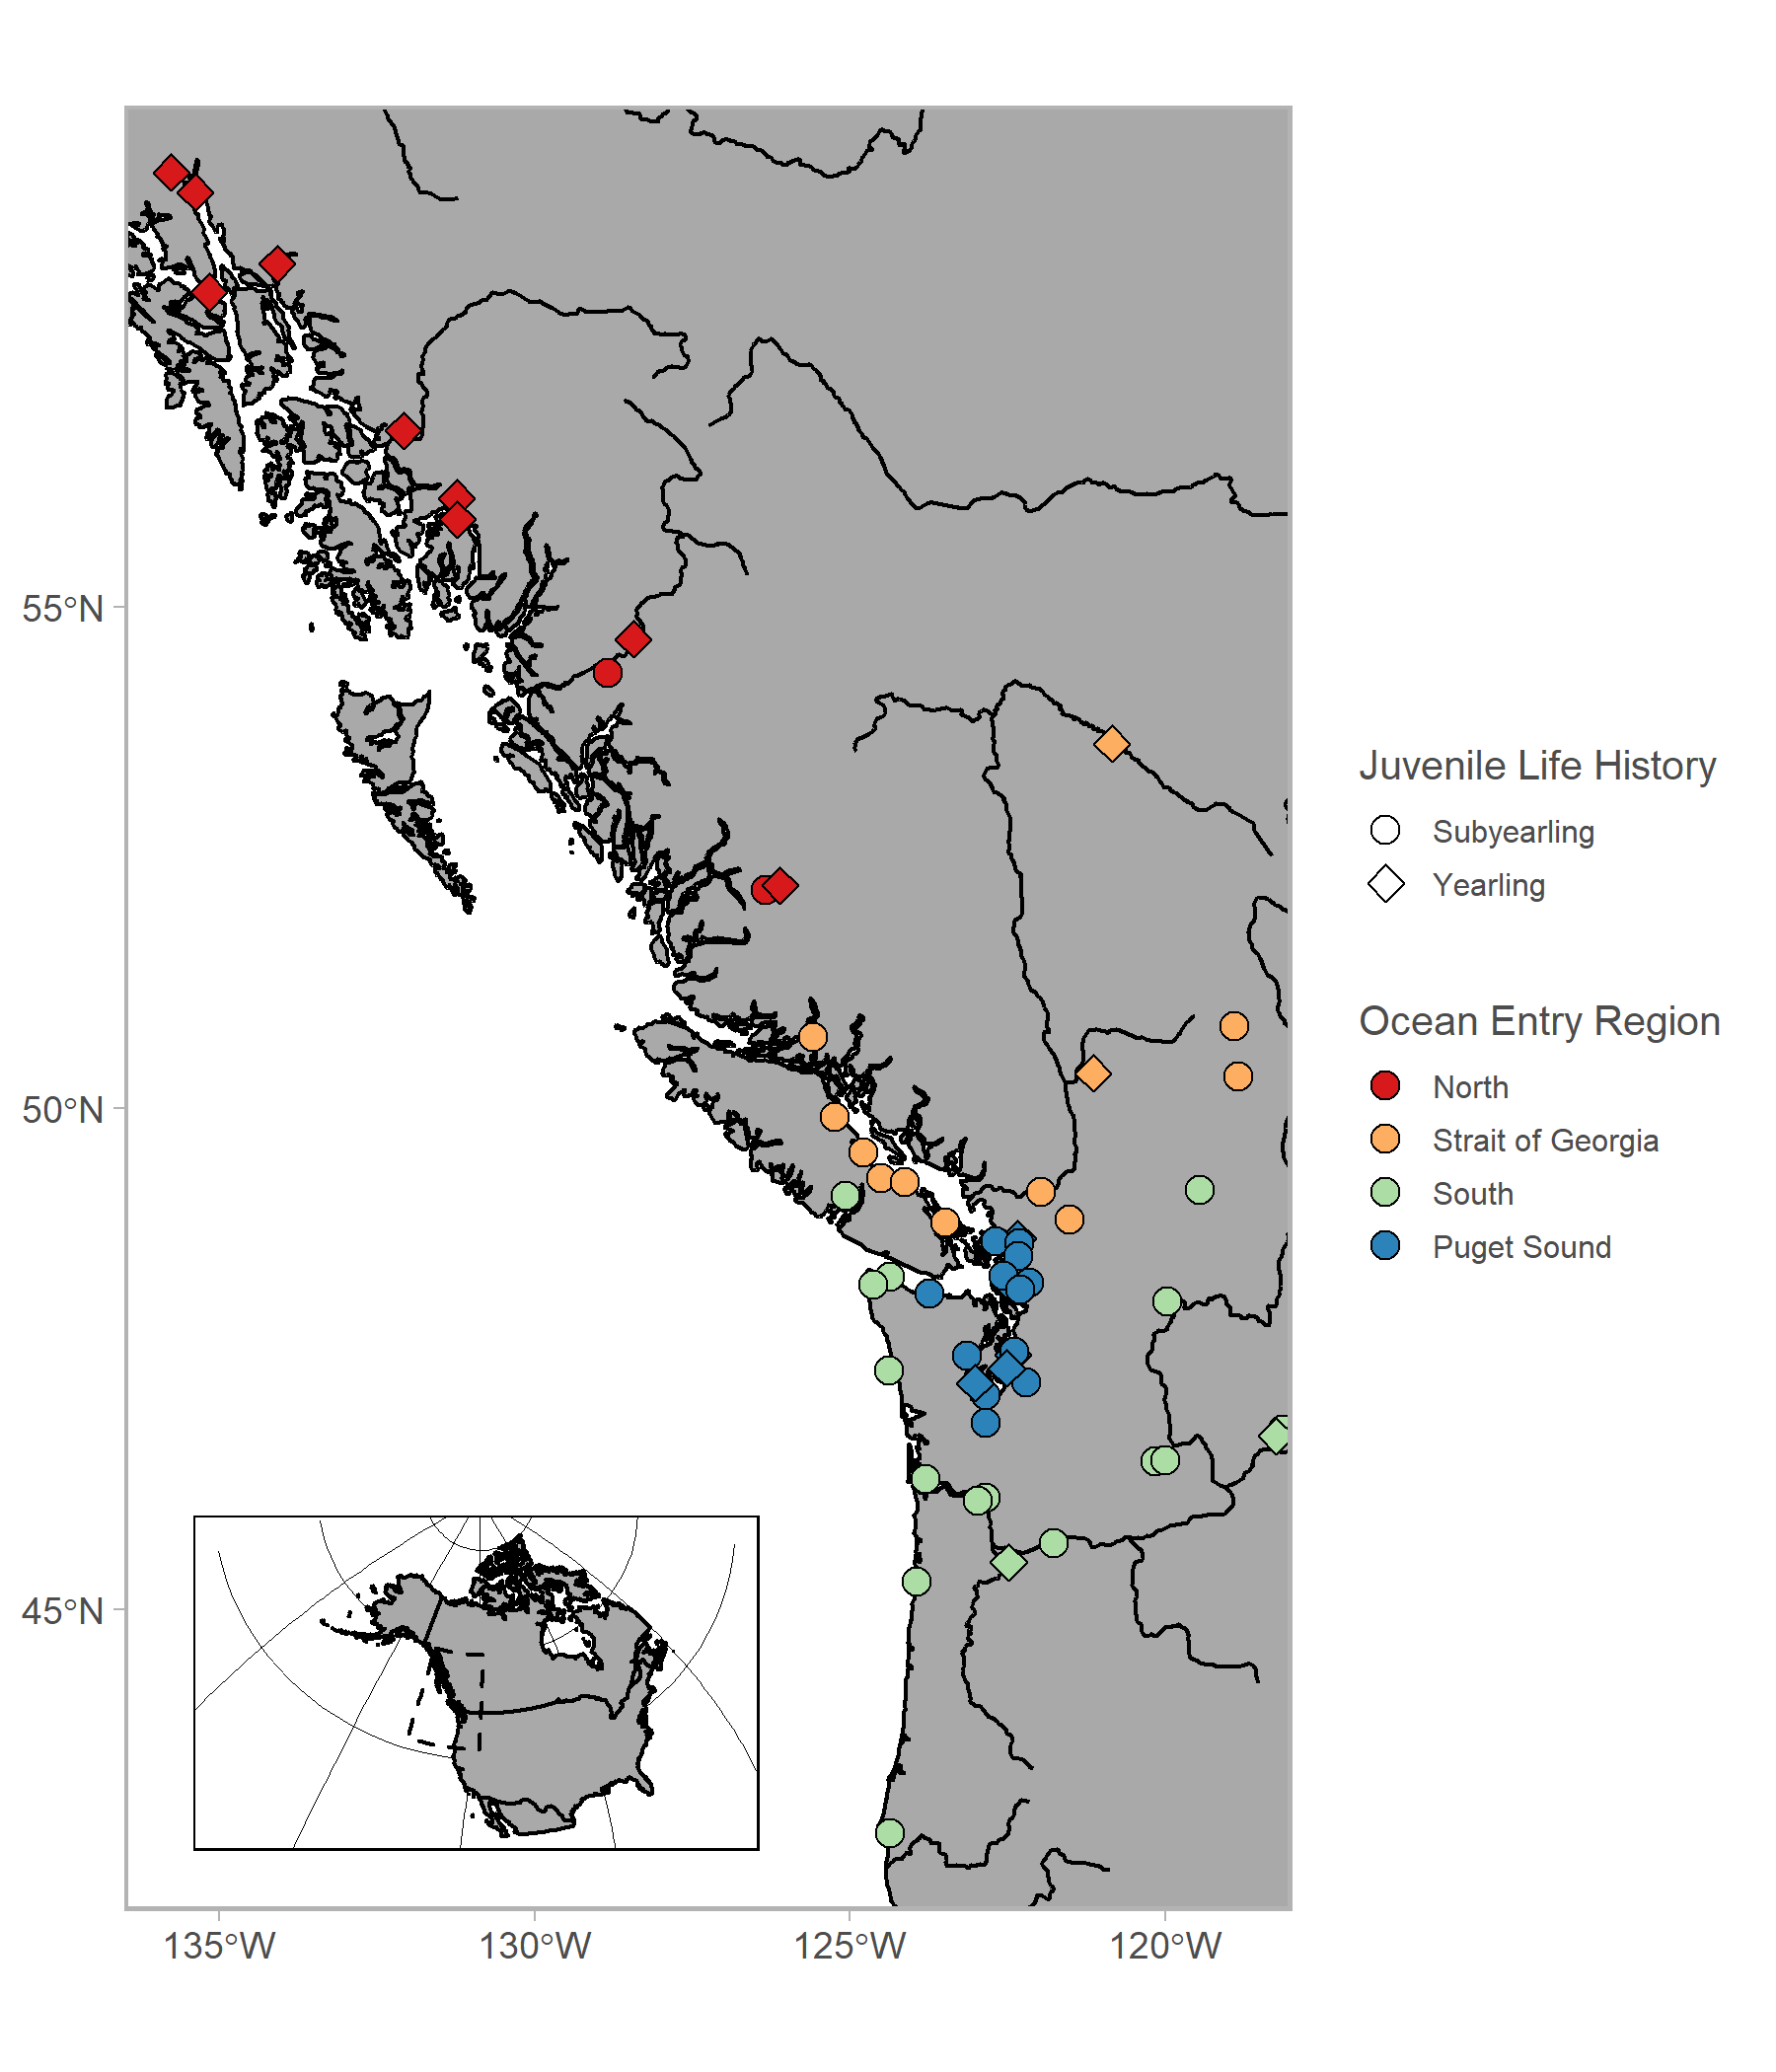 55°N
50°N
45°N
135°W
130°W
125°W
120°W
Juvenile Life History
Subyearling
Yearling
Ocean Entry Region
North
Strait of Georgia
South
Puget Sound